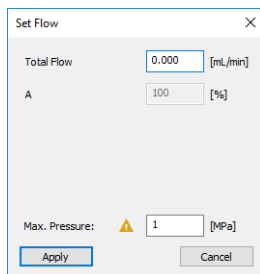 Set Flow
Total Flow 0.000 [mL/min]
A 100 [%]
Max. Pressure: 1 [MPa]
Apply Cancel